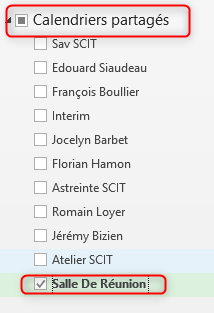 Calendriers partagés
Sav SCIT
Edouard Siaudeau
François Boullier
Interim
Jocelyn Barbet
Florian Hamon
Astreinte SCIT
Romain Loyer
Jérémy Bizien
Atelier SCIT
Salle De Réunion